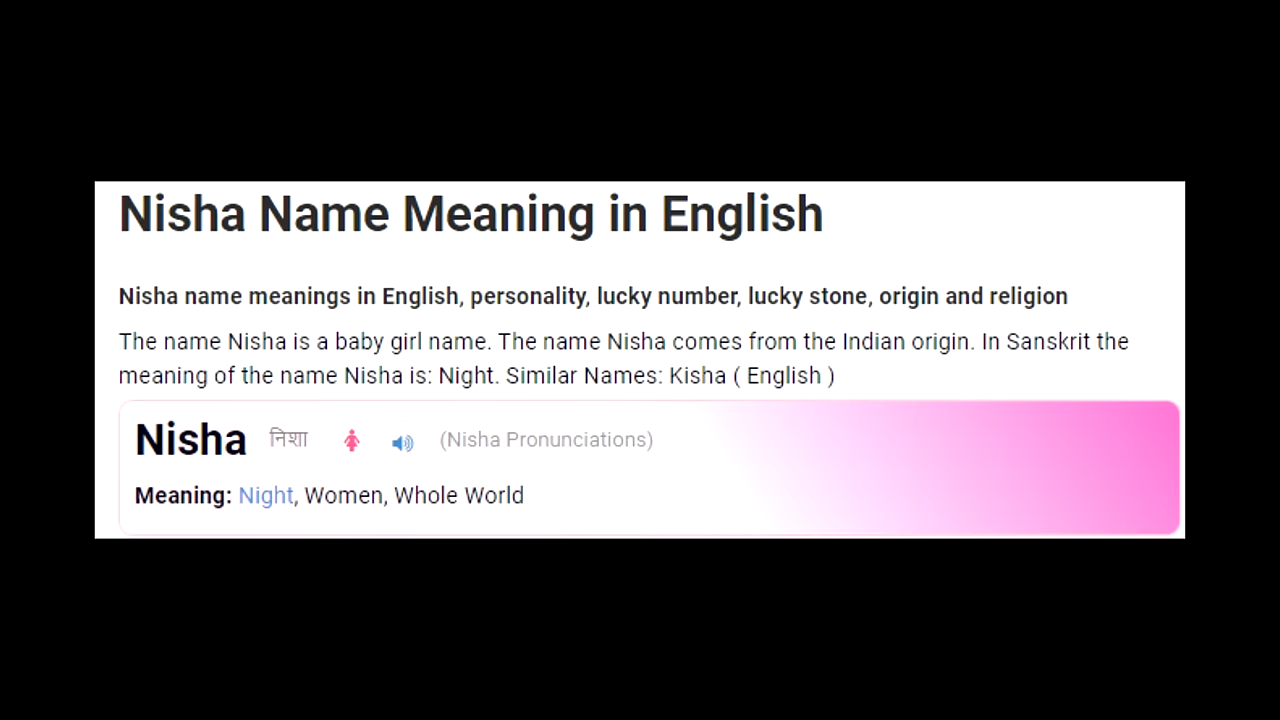 Nisha Name Meaning in English
Nisha name meanings in English, personality, lucky number, lucky stone, origin and religion
The name Nisha is a baby girl name. The name Nisha comes from the Indian origin. In Sanskrit the
meaning of the name Nisha is: Night. Similar Names: Kisha ( English )
Nisha निशा (Nisha Pronunciations)
Meaning: Night, Women, Whole World